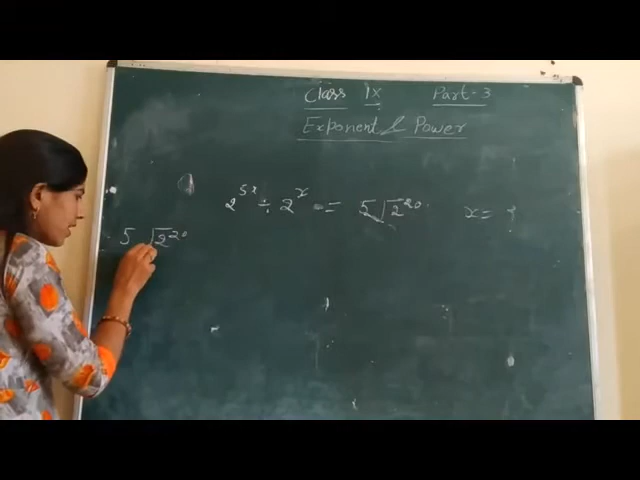 Class IX Part-3
Exponent & Power
2^5x ÷ 2^x = 5√2^20 x = ?
5 √2^20